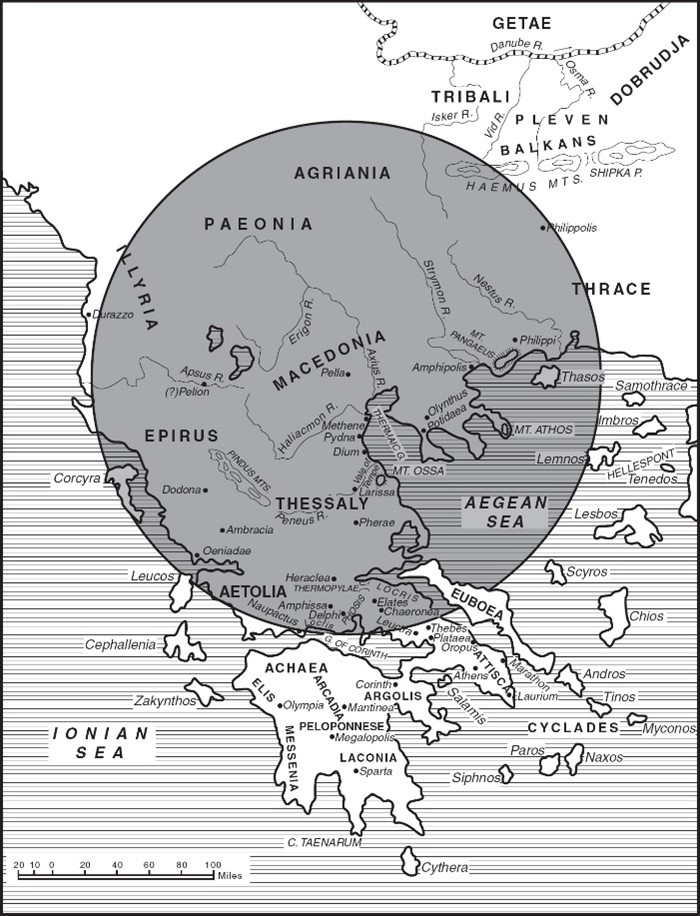 GETAE
Danube R.
DOBRUDJA
Osma R.
TRIBALI
Isker R.
Vid R.
PLEVEN
BALKANS
SHIPKA P.
HAEMUS MTS.
AGRIANIA
PAEONIA
Philippolis
ILLYRIA
THRACE
Strymon R.
Nestus R.
Durazzo
Erigon R.
MACEDONIA
MT.
PANGAEUS
Philippi
Axius R.
Amphipolis
Thasos
Apsus R.
(?)Pelion
Pella
Samothrace
Olynthus
Potidaea
Haliacmon R.
Methene
THERMAIC G.
Imbros
EPIRUS
Pydna
MT. ATHOS
Dium
PINDUS MTS.
Vale of
Tempe
MT. OSSA
Lemnos
HELLESPONT
Tenedos
Corcyra
Dodona
Larissa
THESSALY
AEGEAN
SEA
Peneus R.
Pherae
Lesbos
Ambracia
Oeniadae
Leucos
Heraclea
THERMOPYLAE
Scyros
AETOLIA
E. LOCRIS
EUBOEA
Amphissa
Elates
Naupactus
Locris
Delphi
PHOCIS
Chaeronea
Chios
Leuctra
Thebes
Plataea
Oropus
G. OF CORINTH
Cephallenia
ACHAEA
ATTISCA
Marathon
Athens
Andros
ELIS
ARCADIA
Corinth
ARGOLIS
Salamis
Laurium
Tinos
Zakynthos
Olympia
Mantinea
PELOPONNESE
Megalopolis
CYCLADES
Myconos
IONIAN
SEA
MESSENIA
LACONIA
Sparta
Paros
Naxos
Siphnos
C. TAENARUM
Cythera
20 10 0 20 40 60 80 100
Miles